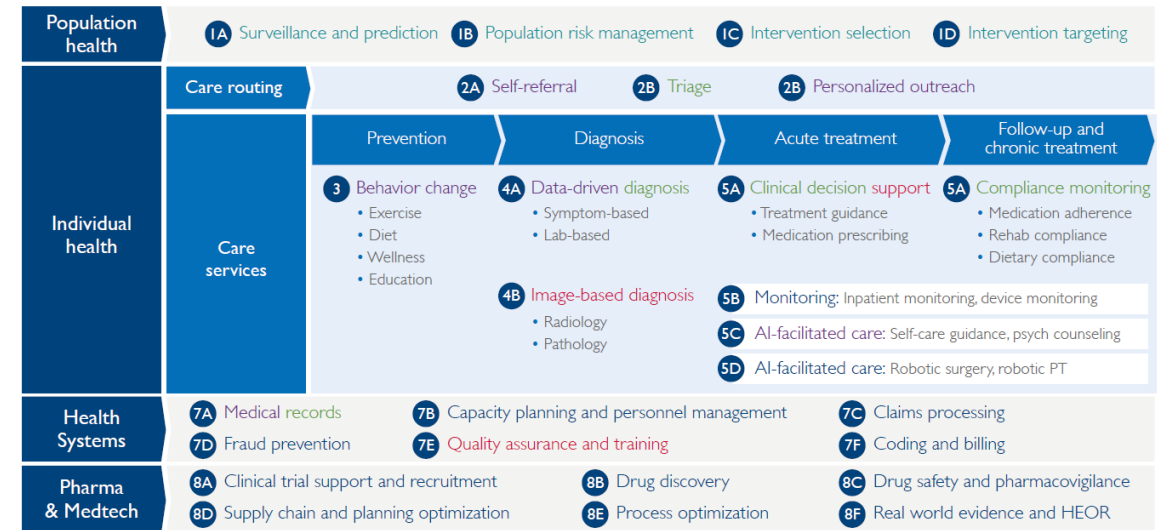 Population
health
1A Surveillance and prediction 1B Population risk management 1C Intervention selection 1D Intervention targeting
Individual
health
Care routing
2A Self-referral 2B Triage 2B Personalized outreach
Care
services
Prevention
Diagnosis
Acute treatment
Follow-up and
chronic treatment
3 Behavior change
• Exercise
• Diet
• Wellness
• Education
4A Data-driven diagnosis
• Symptom-based
• Lab-based
4B Image-based diagnosis
• Radiology
• Pathology
5A Clinical decision support
• Treatment guidance
• Medication prescribing
5A Compliance monitoring
• Medication adherence
• Rehab compliance
• Dietary compliance
5B Monitoring: Inpatient monitoring, device monitoring
5C AI-facilitated care: Self-care guidance, psych counseling
5D AI-facilitated care: Robotic surgery, robotic PT
Health
Systems
7A Medical records 7B Capacity planning and personnel management 7C Claims processing
7D Fraud prevention 7E Quality assurance and training 7F Coding and billing
Pharma
& Medtech
8A Clinical trial support and recruitment 8B Drug discovery 8C Drug safety and pharmacovigilance
8D Supply chain and planning optimization 8E Process optimization 8F Real world evidence and HEOR